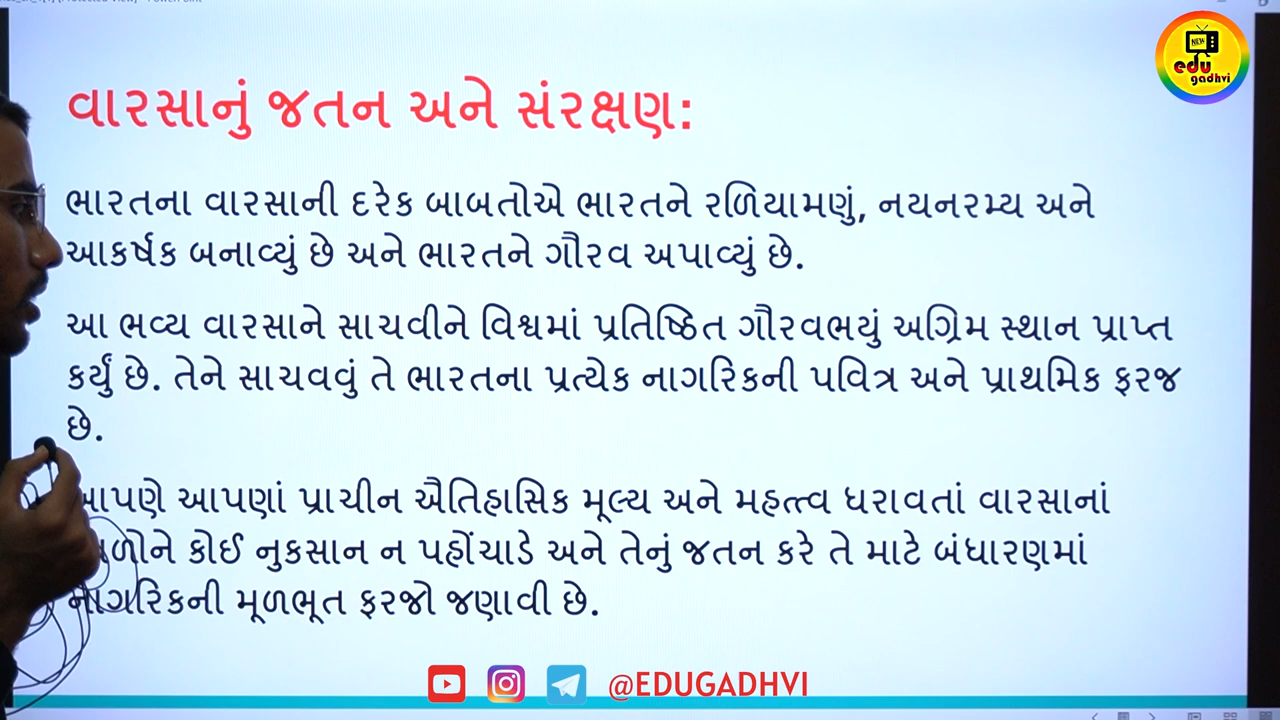 NEW
edu
gadhvi
વારસાનું જતન અને સંરક્ષણ:
ભારતના વારસાની દરેક બાબતોએ ભારતને રળિયામણું, નયનરમ્ય અને
આકર્ષક બનાવ્યું છે અને ભારતને ગૌરવ અપાવ્યું છે.
આ ભવ્ય વારસાને સાચવીને વિશ્વમાં પ્રતિષ્ઠિત ગૌરવભર્યું અગ્રિમ સ્થાન પ્રાપ્ત
કર્યું છે. તેને સાચવવું તે ભારતના પ્રત્યેક નાગરિકની પવિત્ર અને પ્રાથમિક ફરજ
છે.
આપણે આપણાં પ્રાચીન ઐતિહાસિક મૂલ્ય અને મહત્ત્વ ધરાવતાં વારસાનાં
કોઈ નુકસાન ન પહોંચાડે અને તેનું જતન કરે તે માટે બંધારણમાં
નાગરિકની મૂળભૂત ફરજો જણાવી છે.
@EDUGADHVI